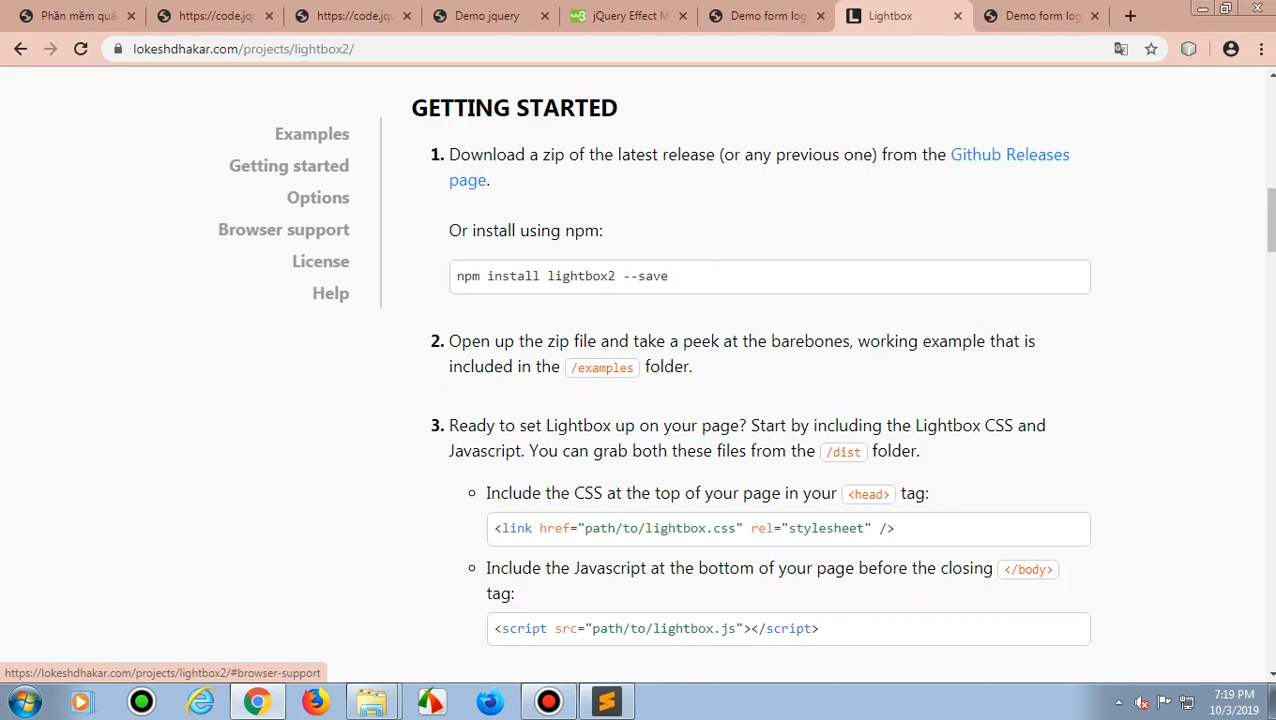 Phần mềm quản
https://code.jqu
https://code.jqu
Demo jquery
jQuery Effect M
Demo form log
Lightbox
Demo form log
lokeshdhakar.com/projects/lightbox2/
GETTING STARTED
Examples
Getting started
Options
Browser support
License
Help
1. Download a zip of the latest release (or any previous one) from the Github Releases
page.
Or install using npm:
npm install lightbox2 --save
2. Open up the zip file and take a peek at the barebones, working example that is
included in the /examples folder.
3. Ready to set Lightbox up on your page? Start by including the Lightbox CSS and
Javascript. You can grab both these files from the /dist folder.
Include the CSS at the top of your page in your <head> tag:
<link href="path/to/lightbox.css" rel="stylesheet" />
Include the Javascript at the bottom of your page before the closing </body>
tag:
<script src="path/to/lightbox.js"></script>
https://lokeshdhakar.com/projects/lightbox2/#browser-support
7:19 PM
10/3/2019